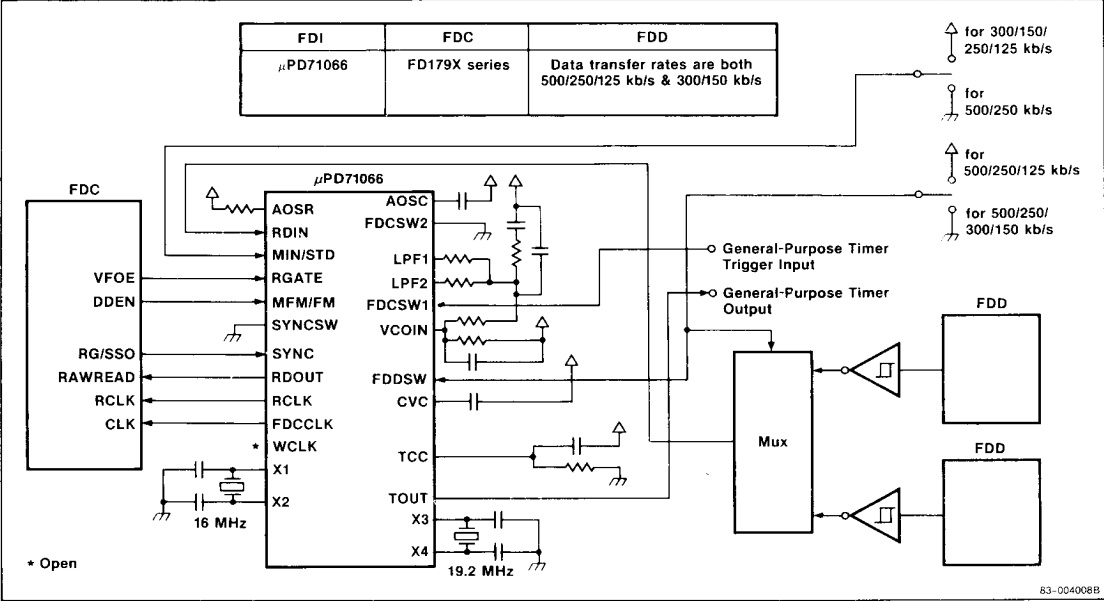 FDI FDC FDD
μPD71066 FD179X series Data transfer rates are both
500/250/125 kb/s & 300/150 kb/s
for 300/150/
250/125 kb/s
for
500/250 kb/s
for
500/250/125 kb/s
for 500/250/
300/150 kb/s
FDC
VFOE
DDEN
RG/SSO
RAWREAD
RCLK
CLK
μPD71066
AOSR
RDIN
MIN/STD
RGATE
MFM/FM
SYNCSW
SYNC
RDOUT
RCLK
FDCCLK
* WCLK
X1
X2
16 MHz
AOSC
FDCSW2
LPF1
LPF2
FDCSW1
VCOIN
FDDSW
CVC
TCC
TOUT
X3
X4
19.2 MHz
General-Purpose Timer
Trigger Input
General-Purpose Timer
Output
Mux
FDD
FDD
* Open
83-004008B